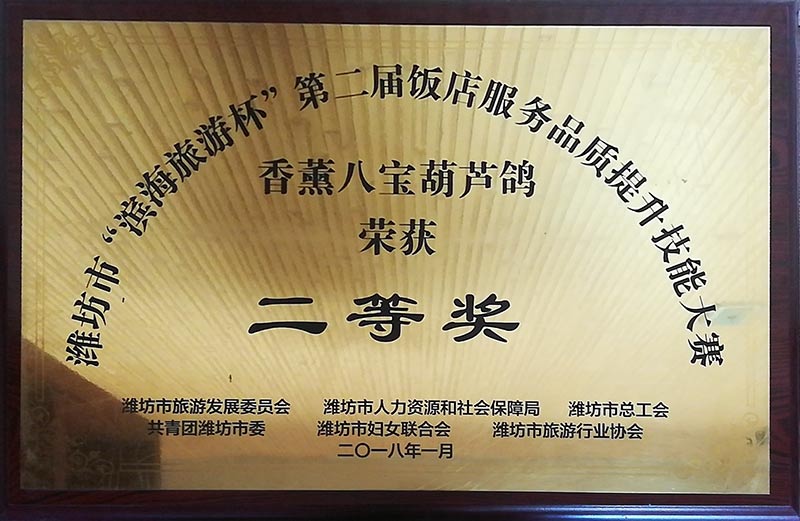 潍坊市“滨海旅游杯”第二届饭店服务品质提升技能大赛
香薰八宝葫芦鸽
荣获
二等奖
潍坊市旅游发展委员会 潍坊市人力资源和社会保障局 潍坊市总工会
共青团潍坊市委 潍坊市妇女联合会 潍坊市旅游行业协会
二〇一八年一月